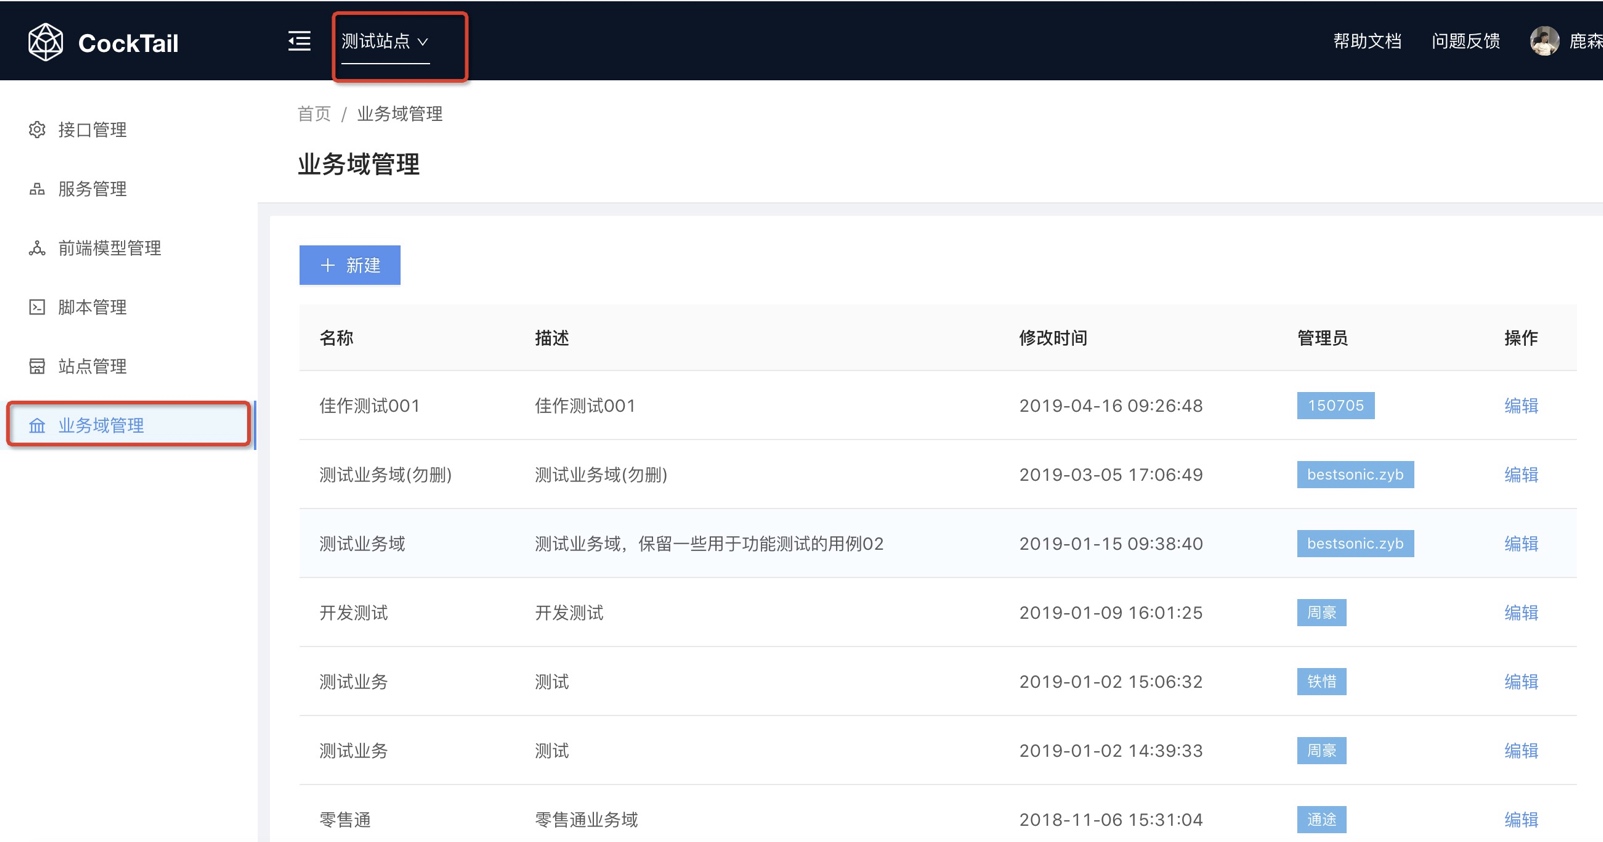 CockTail
测试站点
帮助文档 问题反馈 鹿森
接口管理
服务管理
前端模型管理
脚本管理
站点管理
业务域管理
首页 / 业务域管理
业务域管理
+ 新建
名称 描述 修改时间 管理员 操作
佳作测试001 佳作测试001 2019-04-16 09:26:48 150705 编辑
测试业务域(勿删) 测试业务域(勿删) 2019-03-05 17:06:49 bestsonic.zyb 编辑
测试业务域 测试业务域，保留一些用于功能测试的用例02 2019-01-15 09:38:40 bestsonic.zyb 编辑
开发测试 开发测试 2019-01-09 16:01:25 周豪 编辑
测试业务 测试 2019-01-02 15:06:32 铁惜 编辑
测试业务 测试 2019-01-02 14:39:33 周豪 编辑
零售通 零售通业务域 2018-11-06 15:31:04 通途 编辑